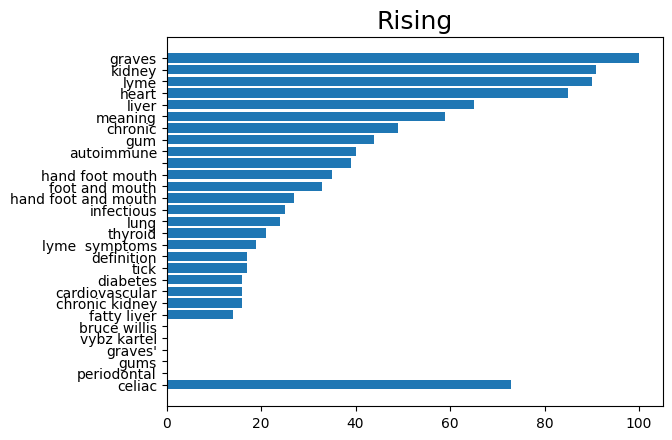 Rising
graves
kidney
lyme
heart
liver
meaning
chronic
gum
autoimmune
hand foot mouth
foot and mouth
hand foot and mouth
infectious
lung
thyroid
lyme  symptoms
definition
tick
diabetes
cardiovascular
chronic kidney
fatty liver
bruce willis
vybz kartel
graves'
gums
periodontal
celiac
0 20 40 60 80 100